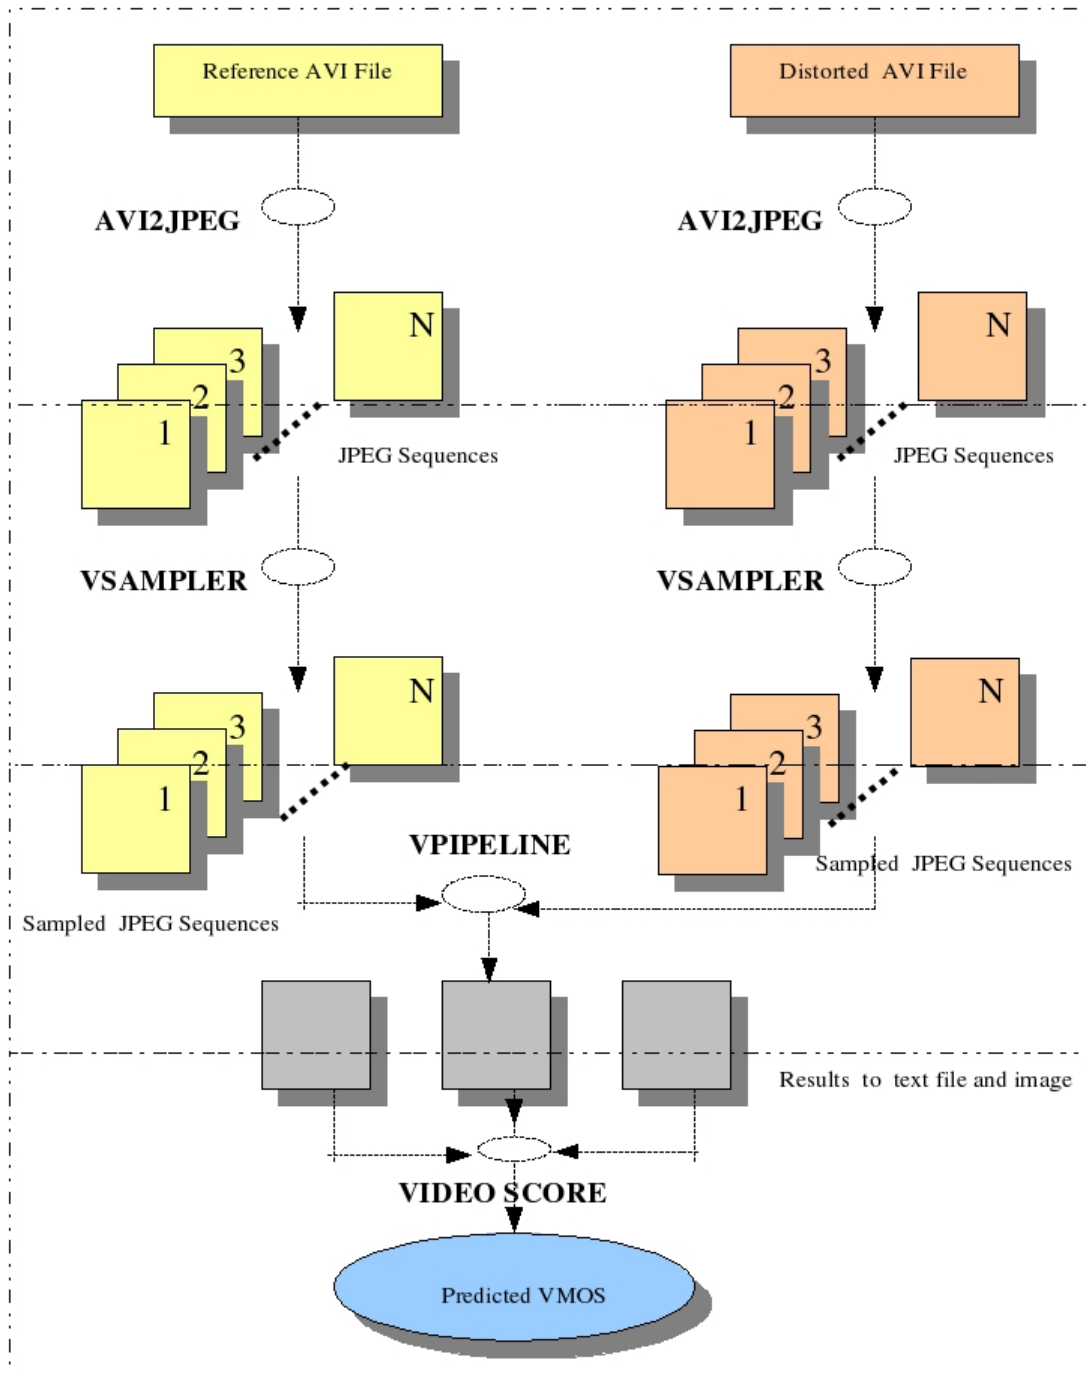 Reference AVI File
Distorted AVI File
AVI2JPEG
AVI2JPEG
N
3
2
1
JPEG Sequences
N
3
2
1
JPEG Sequences
VSAMPLER
VSAMPLER
N
3
2
1
Sampled JPEG Sequences
N
3
2
1
Sampled JPEG Sequences
VPIPELINE
Results to text file and image
VIDEO SCORE
Predicted VMOS